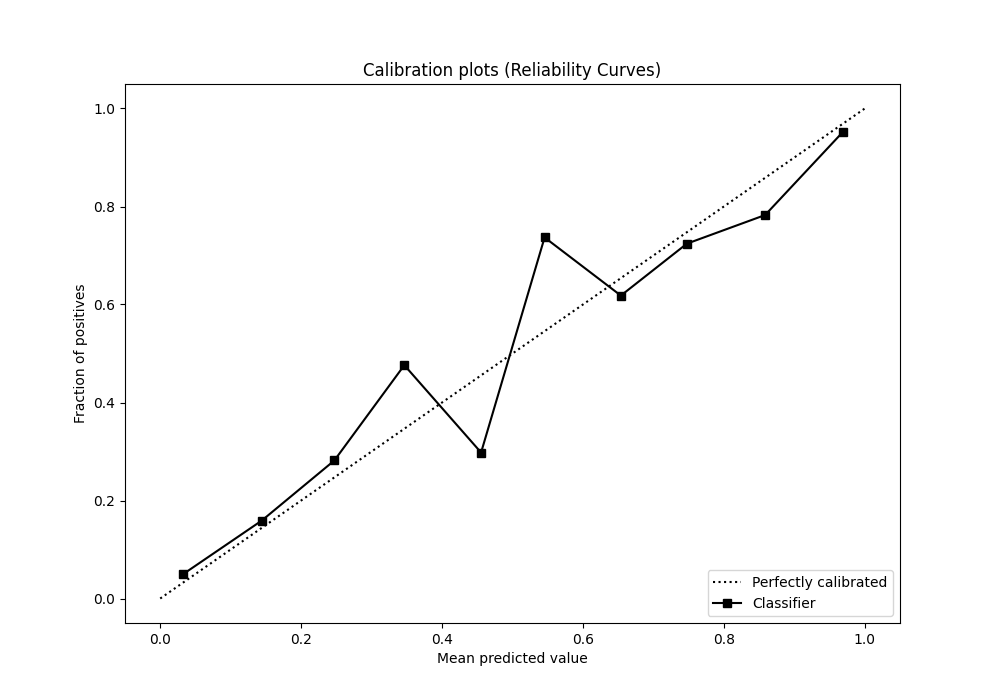 Calibration plots (Reliability Curves)
1.0
0.8
0.6
0.4
0.2
0.0
Fraction of positives
0.0 0.2 0.4 0.6 0.8 1.0
Mean predicted value
Perfectly calibrated
Classifier